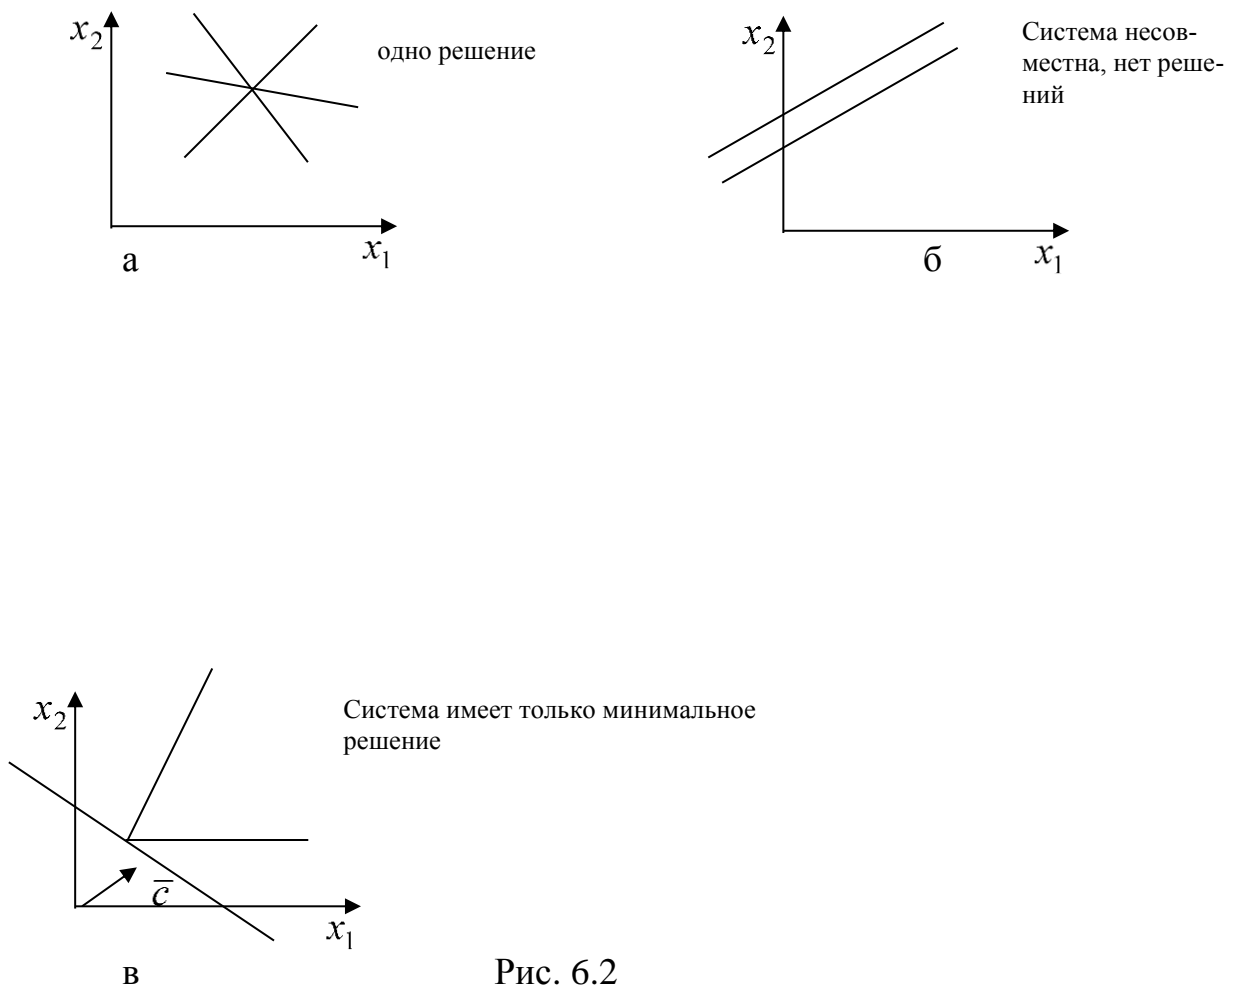 x₂
одно решение
x₁
а
x₂
Система несов-
местна, нет реше-
ний
x₁
б
x₂
Система имеет только минимальное
решение
c̅
x₁
в
Рис. 6.2